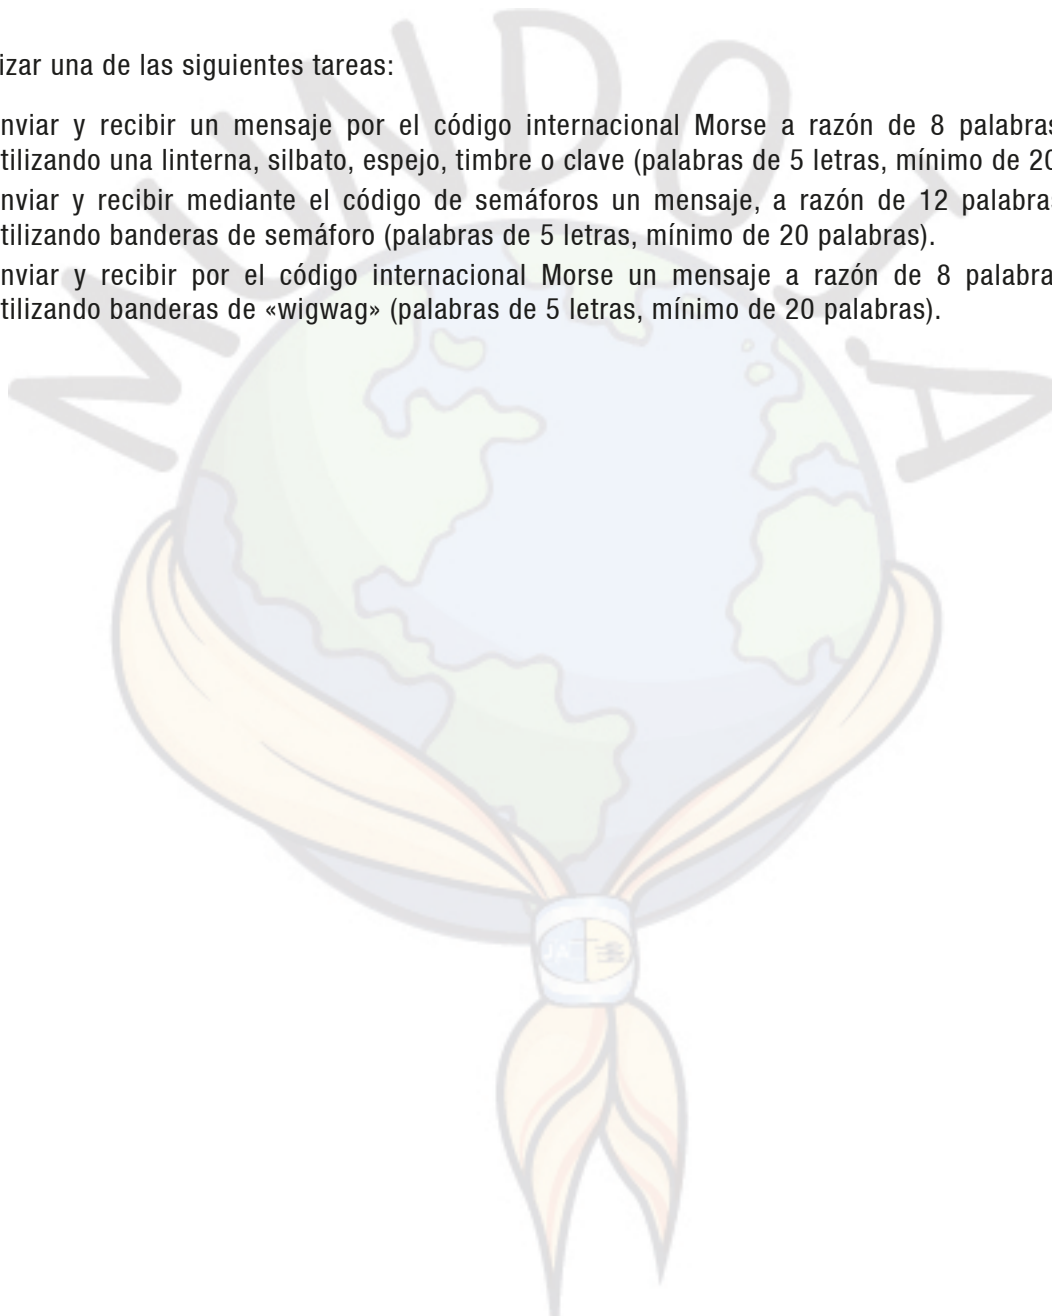 MUNDO JA
izar una de las siguientes tareas:
nviar y recibir un mensaje por el código internacional Morse a razón de 8 palabras
tilizando una linterna, silbato, espejo, timbre o clave (palabras de 5 letras, mínimo de 20
nviar y recibir mediante el código de semáforos un mensaje, a razón de 12 palabras
tilizando banderas de semáforo (palabras de 5 letras, mínimo de 20 palabras).
nviar y recibir por el código internacional Morse un mensaje a razón de 8 palabra
tilizando banderas de «wigwag» (palabras de 5 letras, mínimo de 20 palabras).
JA